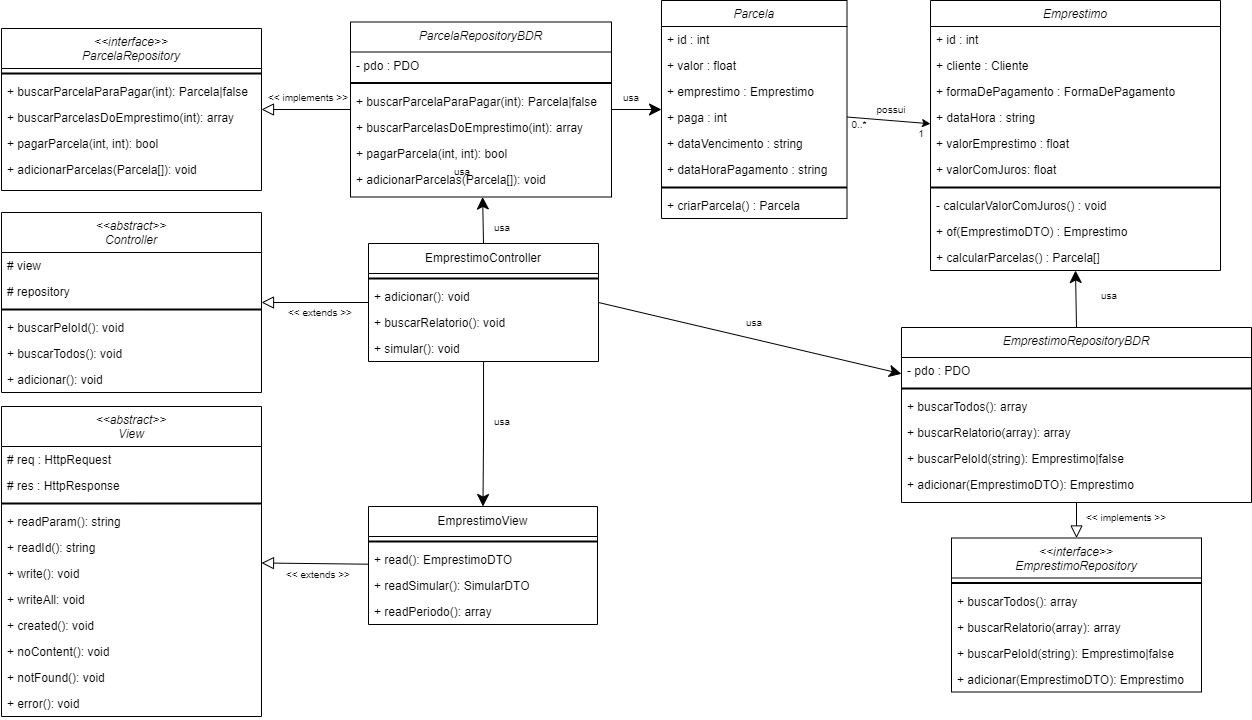 <<interface>>
ParcelaRepository
+ buscarParcelaParaPagar(int): Parcela|false
+ buscarParcelasDoEmprestimo(int): array
+ pagarParcela(int, int): bool
+ adicionarParcelas(Parcela[]): void
<< implements >>
ParcelaRepositoryBDR
- pdo : PDO
+ buscarParcelaParaPagar(int): Parcela|false
+ buscarParcelasDoEmprestimo(int): array
+ pagarParcela(int, int): bool
usa
+ adicionarParcelas(Parcela[]): void
usa
Parcela
+ id : int
+ valor : float
+ emprestimo : Emprestimo
+ paga : int
+ dataVencimento : string
+ dataHoraPagamento : string
+ criarParcela() : Parcela
possui
0..*
1
Emprestimo
+ id : int
+ cliente : Cliente
+ formaDePagamento : FormaDePagamento
+ dataHora : string
+ valorEmprestimo : float
+ valorComJuros: float
- calcularValorComJuros() : void
+ of(EmprestimoDTO) : Emprestimo
+ calcularParcelas() : Parcela[]
<<abstract>>
Controller
# view
# repository
+ buscarPeloId(): void
+ buscarTodos(): void
+ adicionar(): void
<< extends >>
usa
EmprestimoController
+ adicionar(): void
+ buscarRelatorio(): void
+ simular(): void
usa
usa
usa
EmprestimoRepositoryBDR
- pdo : PDO
+ buscarTodos(): array
+ buscarRelatorio(array): array
+ buscarPeloId(string): Emprestimo|false
+ adicionar(EmprestimoDTO): Emprestimo
<< implements >>
<<abstract>>
View
# req : HttpRequest
# res : HttpResponse
+ readParam(): string
+ readId(): string
+ write(): void
+ writeAll: void
+ created(): void
+ noContent(): void
+ notFound(): void
+ error(): void
<< extends >>
EmprestimoView
+ read(): EmprestimoDTO
+ readSimular(): SimularDTO
+ readPeriodo(): array
<<interface>>
EmprestimoRepository
+ buscarTodos(): array
+ buscarRelatorio(array): array
+ buscarPeloId(string): Emprestimo|false
+ adicionar(EmprestimoDTO): Emprestimo